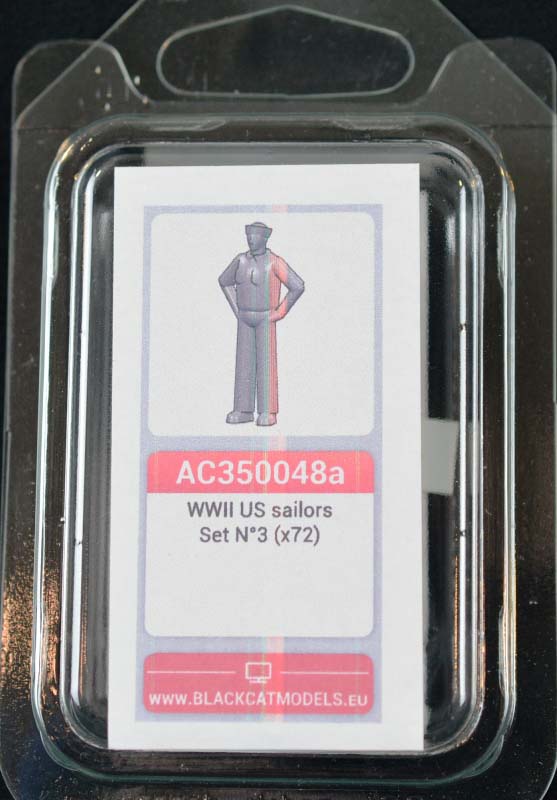 AC350048a
WWII US sailors
Set N°3 (x72)
www.BLACKCATMODELS.EU